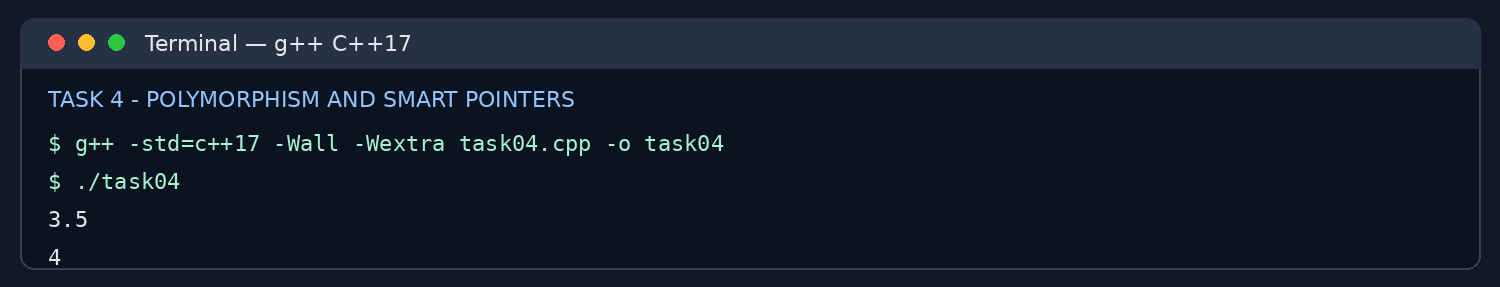 Terminal — g++ C++17
TASK 4 - POLYMORPHISM AND SMART POINTERS
$ g++ -std=c++17 -Wall -Wextra task04.cpp -o task04
$ ./task04
3.5
4